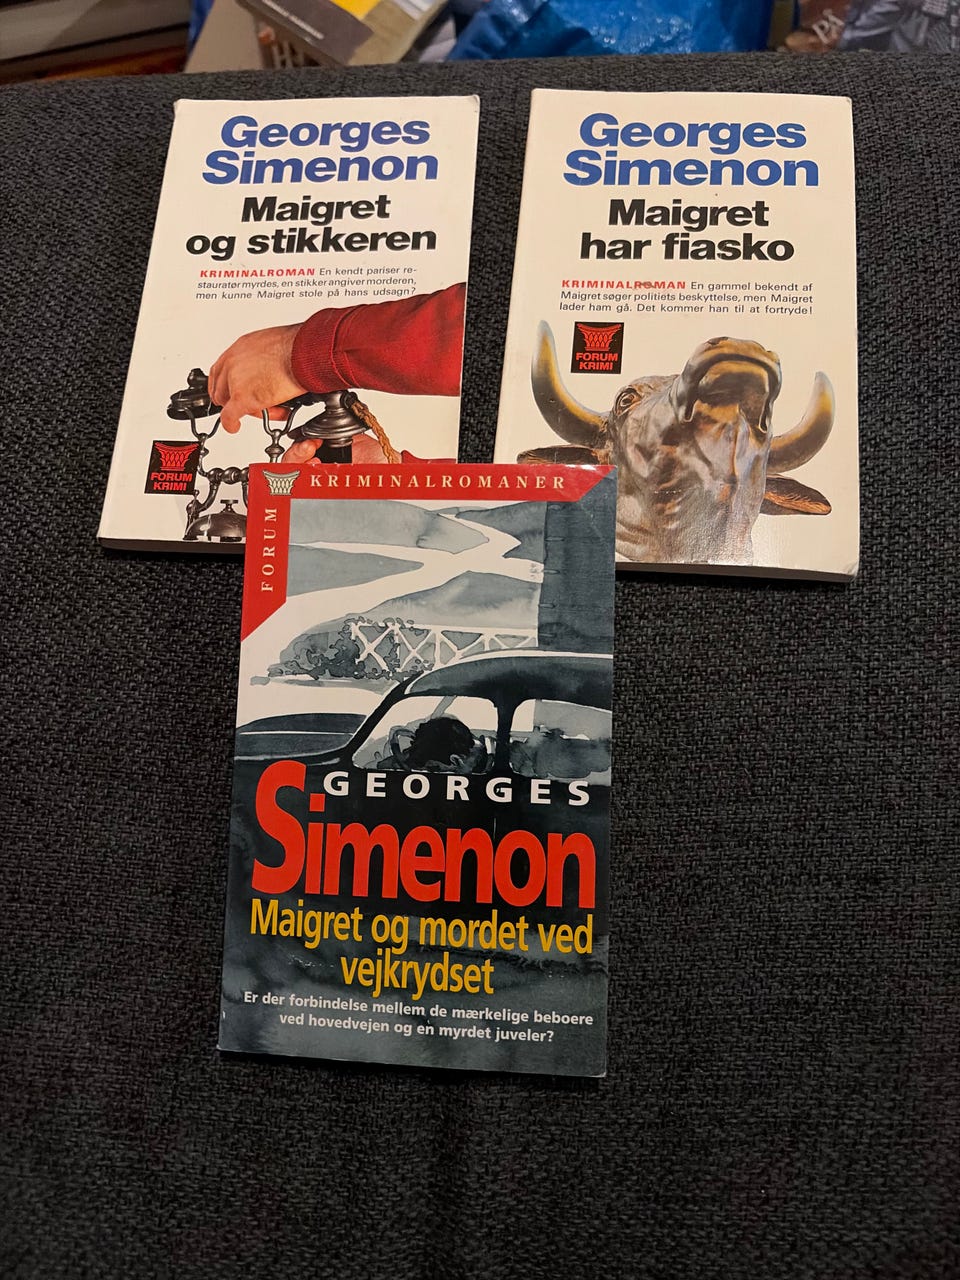 Georges
Simenon
Maigret
og stikkeren
KRIMINALROMAN En kendt pariser re-
stauratør myrdes, en stikker angiver morderen,
men kunne Maigret stole på hans udsagn?
FORUM
KRIMI
Georges
Simenon
Maigret
har fiasko
KRIMINALROMAN En gammel bekendt af
Maigret søger politiets beskyttelse, men Maigret
lader ham gå. Det kommer han til at fortryde!
FORUM
KRIMI
KRIMINALROMANER
FORUM
GEORGES
Simenon
Maigret og mordet ved
vejkrydset
Er der forbindelse mellem de mærkelige beboere
ved hovedvejen og en myrdet juveler?